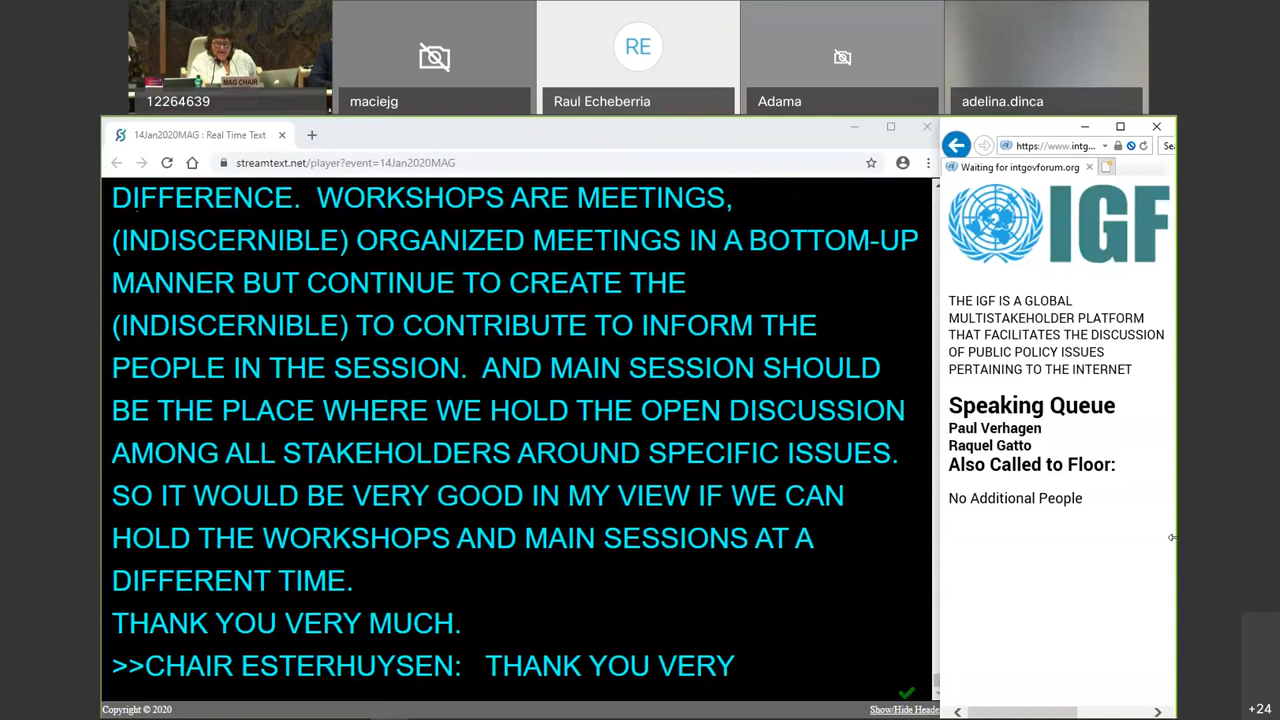 MAG CHAIR
12264639
maciejg
RE
Raul Echeberria
Adama
adelina.dinca
14Jan2020MAG : Real Time Text
streamtext.net/player?event=14Jan2020MAG
DIFFERENCE.  WORKSHOPS ARE MEETINGS,
(INDISCERNIBLE) ORGANIZED MEETINGS IN A BOTTOM-UP
MANNER BUT CONTINUE TO CREATE THE
(INDISCERNIBLE) TO CONTRIBUTE TO INFORM THE
PEOPLE IN THE SESSION.  AND MAIN SESSION SHOULD
BE THE PLACE WHERE WE HOLD THE OPEN DISCUSSION
AMONG ALL STAKEHOLDERS AROUND SPECIFIC ISSUES.
SO IT WOULD BE VERY GOOD IN MY VIEW IF WE CAN
HOLD THE WORKSHOPS AND MAIN SESSIONS AT A
DIFFERENT TIME.
THANK YOU VERY MUCH.
>>CHAIR ESTERHUYSEN:   THANK YOU VERY
Copyright © 2020
Show/Hide Heade
https://www.intg...
Sea
Waiting for intgovforum.org
IGF
THE IGF IS A GLOBAL
MULTISTAKEHOLDER PLATFORM
THAT FACILITATES THE DISCUSSION
OF PUBLIC POLICY ISSUES
PERTAINING TO THE INTERNET
Speaking Queue
Paul Verhagen
Raquel Gatto
Also Called to Floor:
No Additional People
+24